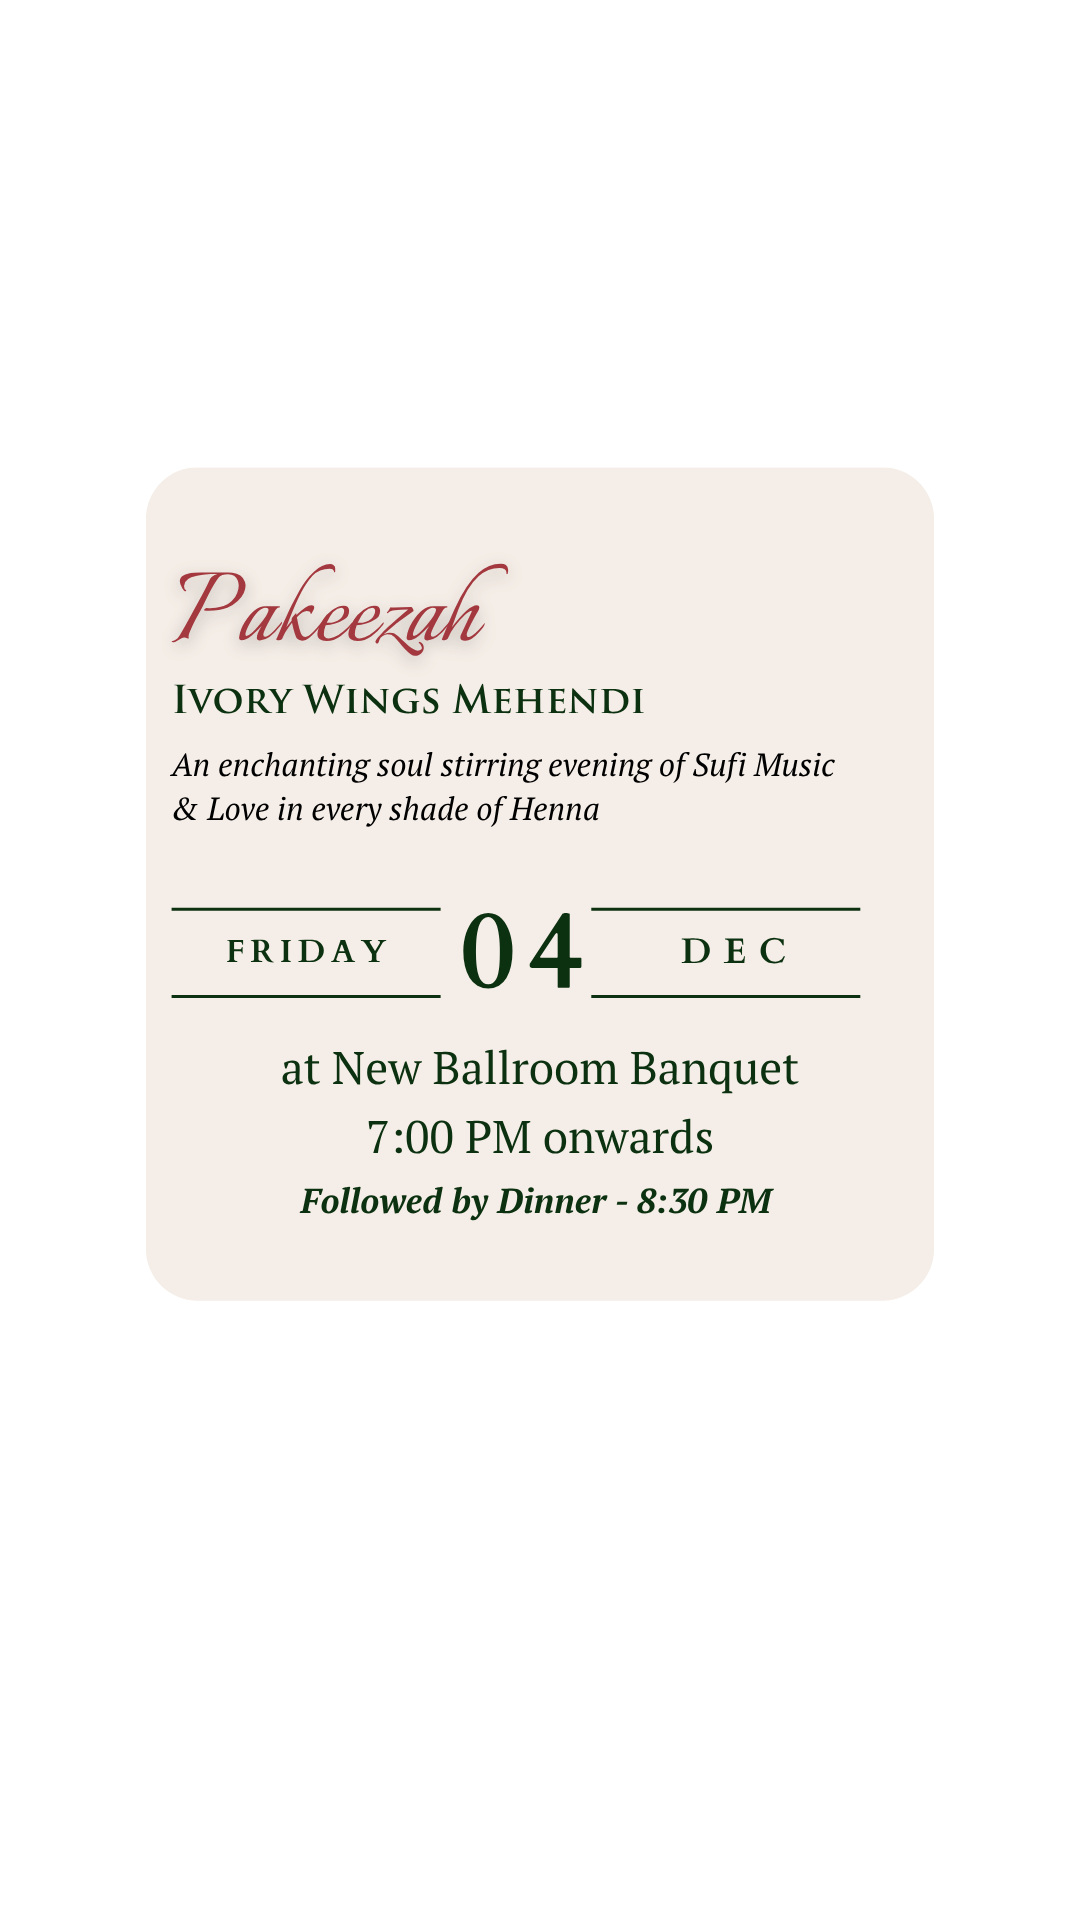 Pakeezah
Ivory Wings Mehendi
An enchanting soul stirring evening of Sufi Music
& Love in every shade of Henna
FRIDAY 04 DEC
at New Ballroom Banquet
7:00 PM onwards
Followed by Dinner - 8:30 PM